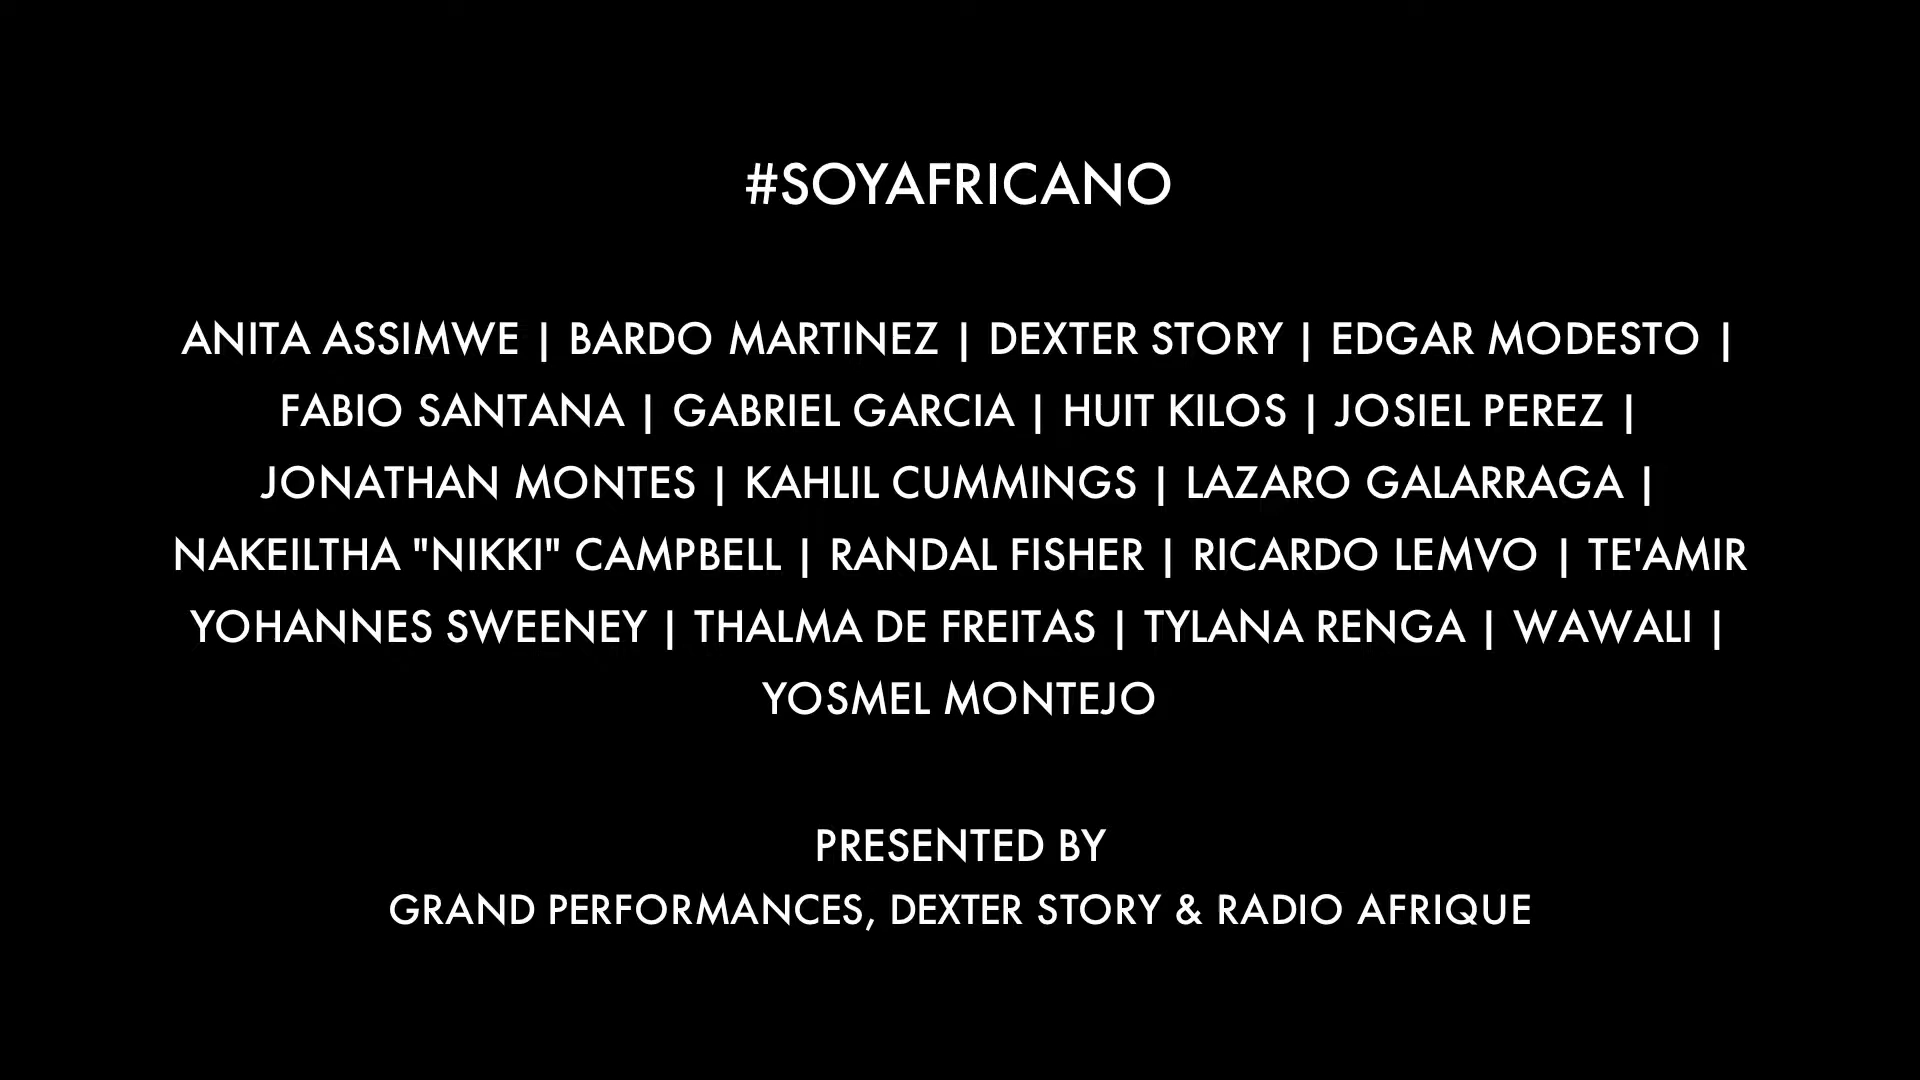 #SOYAFRICANO
ANITA ASSIMWE | BARDO MARTINEZ | DEXTER STORY | EDGAR MODESTO |
FABIO SANTANA | GABRIEL GARCIA | HUIT KILOS | JOSIEL PEREZ |
JONATHAN MONTES | KAHLIL CUMMINGS | LAZARO GALARRAGA |
NAKEILTHA "NIKKI" CAMPBELL | RANDAL FISHER | RICARDO LEMVO | TE'AMIR
YOHANNES SWEENEY | THALMA DE FREITAS | TYLANA RENGA | WAWALI |
YOSMEL MONTEJO
PRESENTED BY
GRAND PERFORMANCES, DEXTER STORY & RADIO AFRIQUE